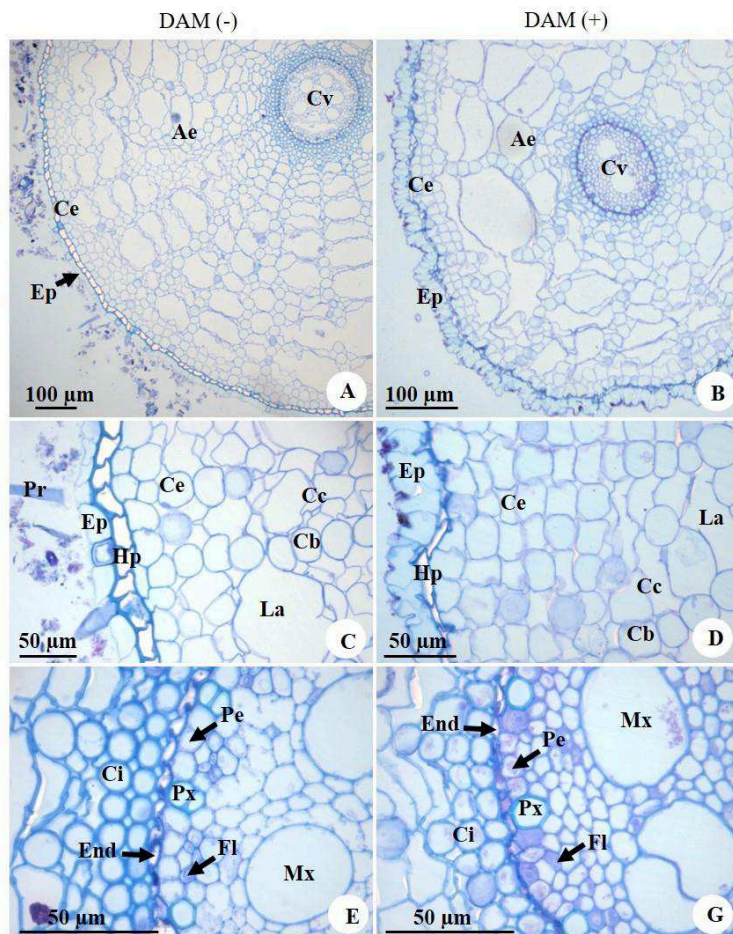 DAM (-)
DAM (+)
Cv
Ae
Ce
Ep
100 µm
A
Ae
Cv
Ce
Ep
100 µm
B
Pr
Ep
Hp
Ce
Cc
Cb
La
50 µm
C
Ep
Hp
Ce
La
Cc
Cb
50 µm
D
Pe
Ci
Px
End
Fl
Mx
50 µm
E
End
Pe
Mx
Px
Ci
Fl
50 µm
G